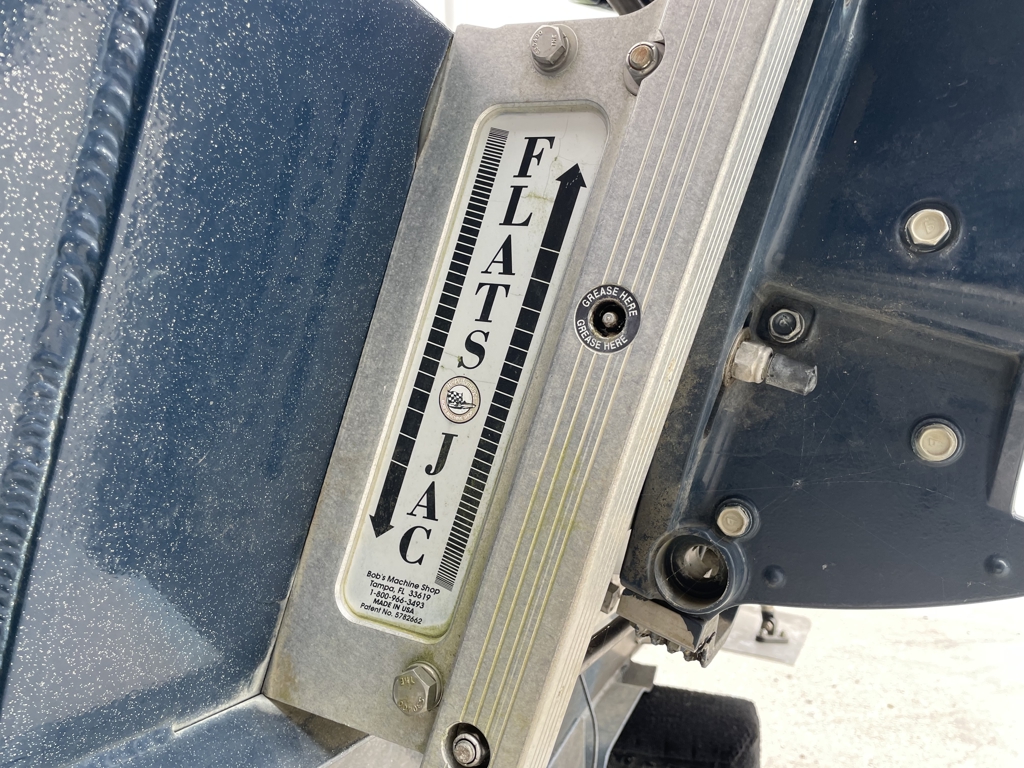 FLATS JAC
GREASE HERE
GREASE HERE
Bob's Machine Shop
Tampa, FL 33619
1-800-966-3493
MADE IN USA
Patent No. 5782662